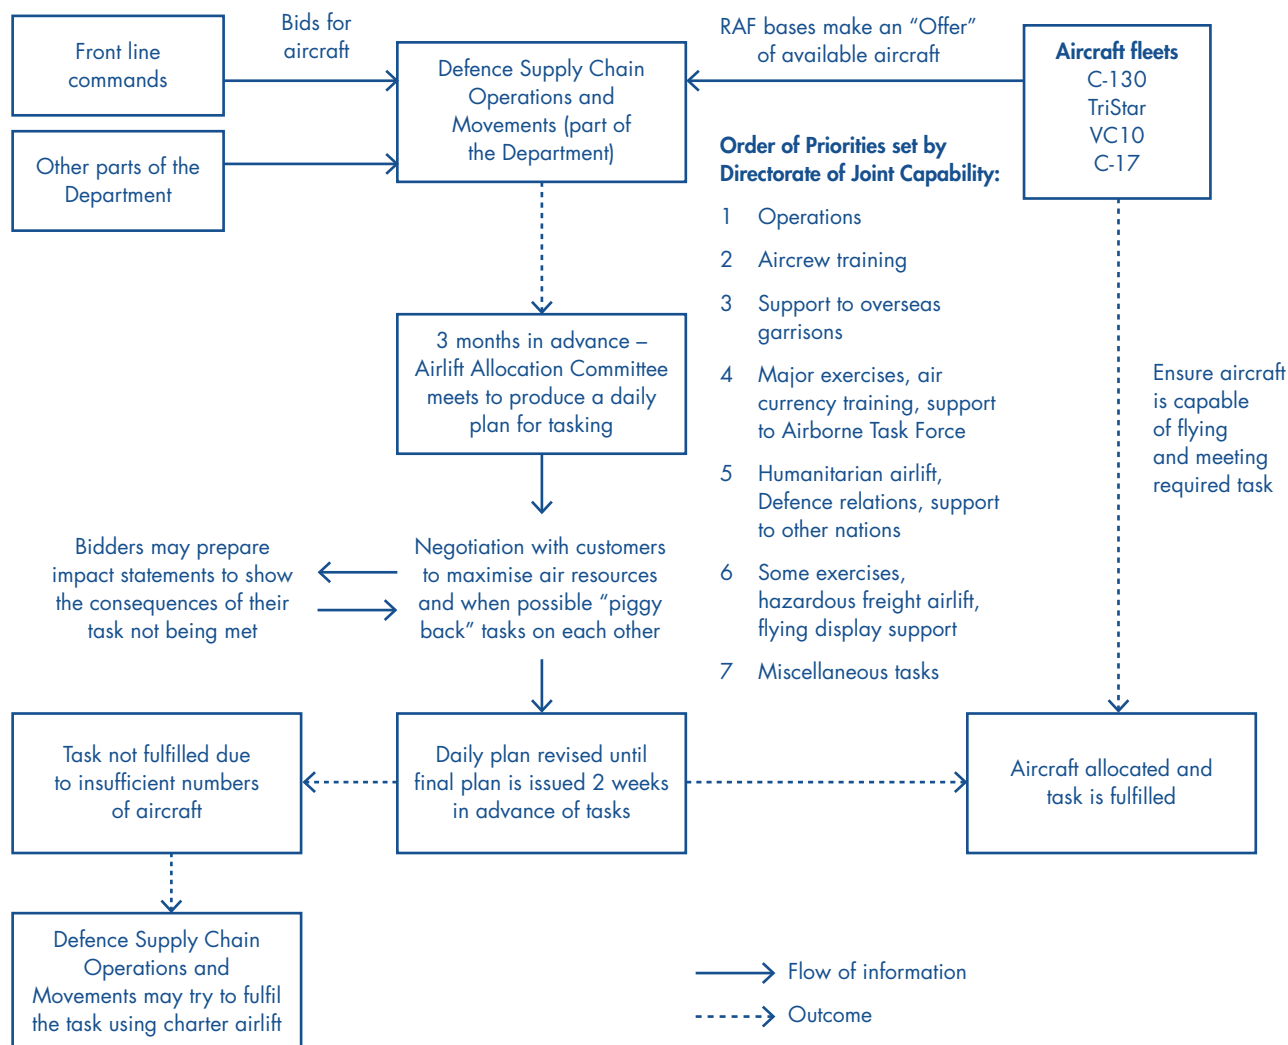 Front line
commands
Bids for
aircraft
Other parts of the
Department
Defence Supply Chain
Operations and
Movements (part of
the Department)
RAF bases make an “Offer”
of available aircraft
Aircraft fleets
C-130
TriStar
VC10
C-17
Order of Priorities set by
Directorate of Joint Capability:
1 Operations
2 Aircrew training
3 Support to overseas
garrisons
4 Major exercises, air
currency training, support
to Airborne Task Force
5 Humanitarian airlift,
Defence relations, support
to other nations
6 Some exercises,
hazardous freight airlift,
flying display support
7 Miscellaneous tasks
3 months in advance –
Airlift Allocation Committee
meets to produce a daily
plan for tasking
Ensure aircraft
is capable
of flying
and meeting
required task
Bidders may prepare
impact statements to show
the consequences of their
task not being met
Negotiation with customers
to maximise air resources
and when possible “piggy
back” tasks on each other
Task not fulfilled due
to insufficient numbers
of aircraft
Daily plan revised until
final plan is issued 2 weeks
in advance of tasks
Aircraft allocated and
task is fulfilled
Defence Supply Chain
Operations and
Movements may try to fulfil
the task using charter airlift
Flow of information
Outcome